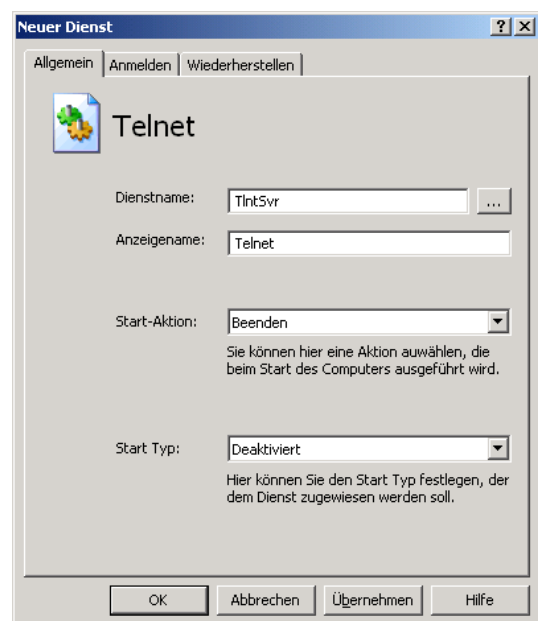 Neuer Dienst
Allgemein Anmelden Wiederherstellen
Telnet
Dienstname: TlntSvr ...
Anzeigename: Telnet
Start-Aktion: Beenden
Sie können hier eine Aktion auwählen, die
beim Start des Computers ausgeführt wird.
Start Typ: Deaktiviert
Hier können Sie den Start Typ festlegen, der
dem Dienst zugewiesen werden soll.
OK Abbrechen Übernehmen Hilfe